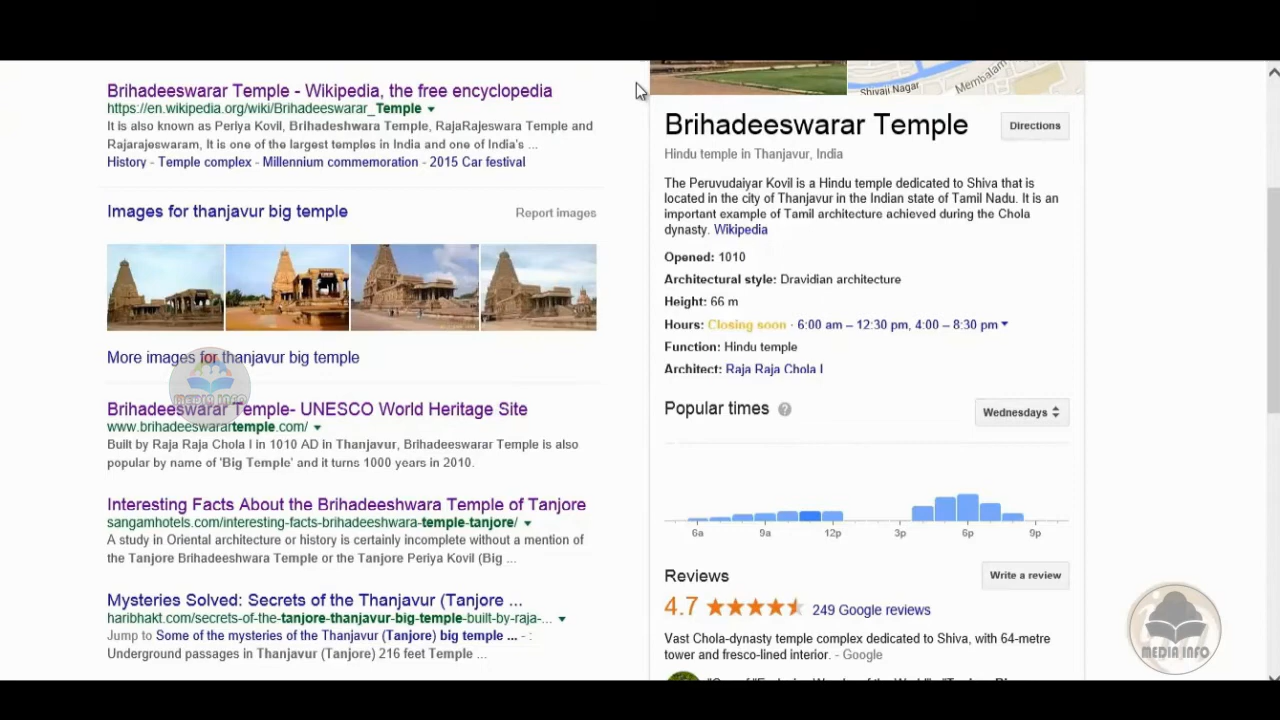 Brihadeeswarar Temple - Wikipedia, the free encyclopedia
https://en.wikipedia.org/wiki/Brihadeeswarar_Temple
It is also known as Periya Kovil, Brihadeshwara Temple, RajaRajeswara Temple and
Rajarajeswaram, It is one of the largest temples in India and one of India's ...
History - Temple complex - Millennium commemoration - 2015 Car festival
Images for thanjavur big temple
Report images
More images for thanjavur big temple
MEDIA INFO
Brihadeeswarar Temple- UNESCO World Heritage Site
www.brihadeeswarartemple.com/
Built by Raja Raja Chola I in 1010 AD in Thanjavur, Brihadeeswarar Temple is also
popular by name of 'Big Temple' and it turns 1000 years in 2010.
Interesting Facts About the Brihadeeshwara Temple of Tanjore
sangamhotels.com/interesting-facts-brihadeeshwara-temple-tanjore/
A study in Oriental architecture or history is certainly incomplete without a mention of
the Tanjore Brihadeeshwara Temple or the Tanjore Periya Kovil (Big ...
Mysteries Solved: Secrets of the Thanjavur (Tanjore ...
haribhakt.com/secrets-of-the-tanjore-thanjavur-big-temple-built-by-raja-...
Jump to Some of the mysteries of the Thanjavur (Tanjore) big temple ... - :
Underground passages in Thanjavur (Tanjore) 216 feet Temple ...
Shivaji Nagar
Membalam
Brihadeeswarar Temple
Directions
Hindu temple in Thanjavur, India
The Peruvudaiyar Kovil is a Hindu temple dedicated to Shiva that is
located in the city of Thanjavur in the Indian state of Tamil Nadu. It is an
important example of Tamil architecture achieved during the Chola
dynasty. Wikipedia
Opened: 1010
Architectural style: Dravidian architecture
Height: 66 m
Hours: Closing soon · 6:00 am – 12:30 pm, 4:00 – 8:30 pm
Function: Hindu temple
Architect: Raja Raja Chola I
Popular times ?
Wednesdays
6a 9a 12p 3p 6p 9p
Reviews
Write a review
4.7 249 Google reviews
Vast Chola-dynasty temple complex dedicated to Shiva, with 64-metre
tower and fresco-lined interior. - Google
MEDIA INFO